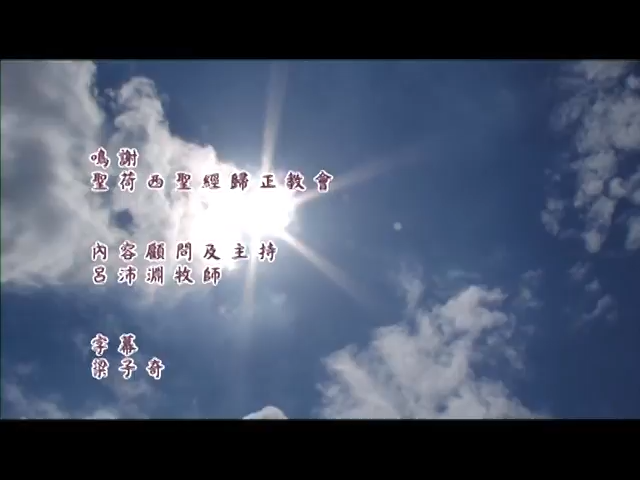 鳴謝
聖荷西聖經歸正教會
內容顧問及主持
呂沛淵牧師
字幕
梁子奇